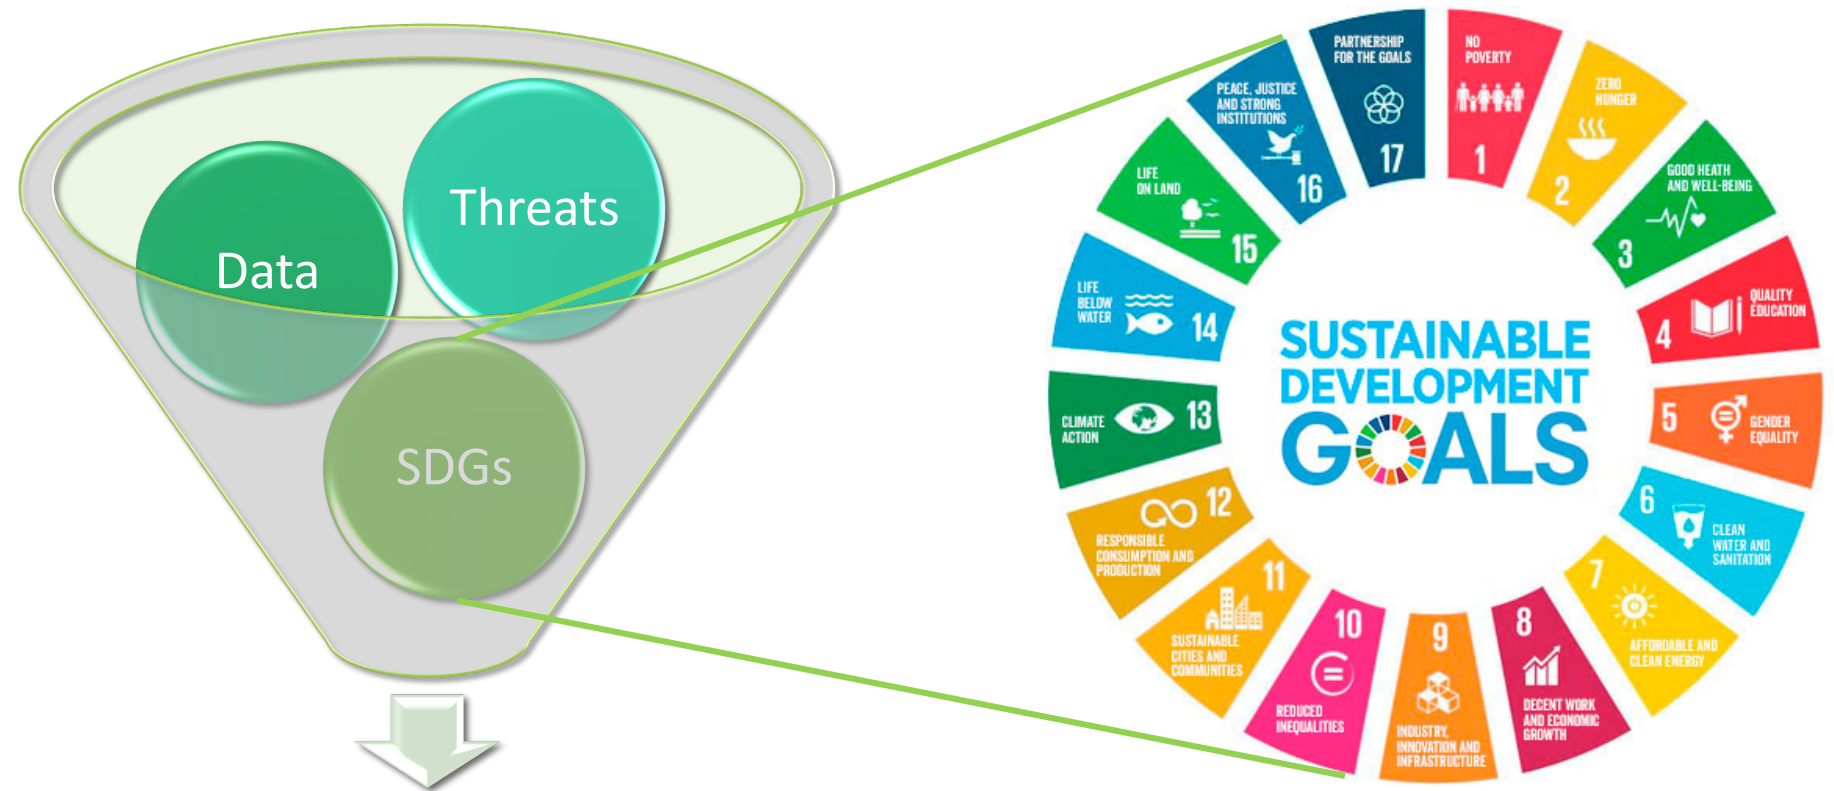 Data
Threats
SDGs
SUSTAINABLE
DEVELOPMENT
GOALS
NO
POVERTY
1
ZERO
HUNGER
2
GOOD HEATH
AND WELL-BEING
3
QUALITY
EDUCATION
4
GENDER
EQUALITY
5
CLEAN
WATER AND
SANITATION
6
AFFORDABLE AND
CLEAN ENERGY
7
DECENT WORK
AND ECONOMIC
GROWTH
8
INDUSTRY,
INNOVATION AND
INFRASTRUCTURE
9
REDUCED
INEQUALITIES
10
SUSTAINABLE
CITIES AND
COMMUNITIES
11
RESPONSIBLE
CONSUMPTION AND
PRODUCTION
12
CLIMATE
ACTION
13
LIFE
BELOW
WATER
14
LIFE
ON LAND
15
PEACE, JUSTICE
AND STRONG
INSTITUTIONS
16
PARTNERSHIP
FOR THE GOALS
17